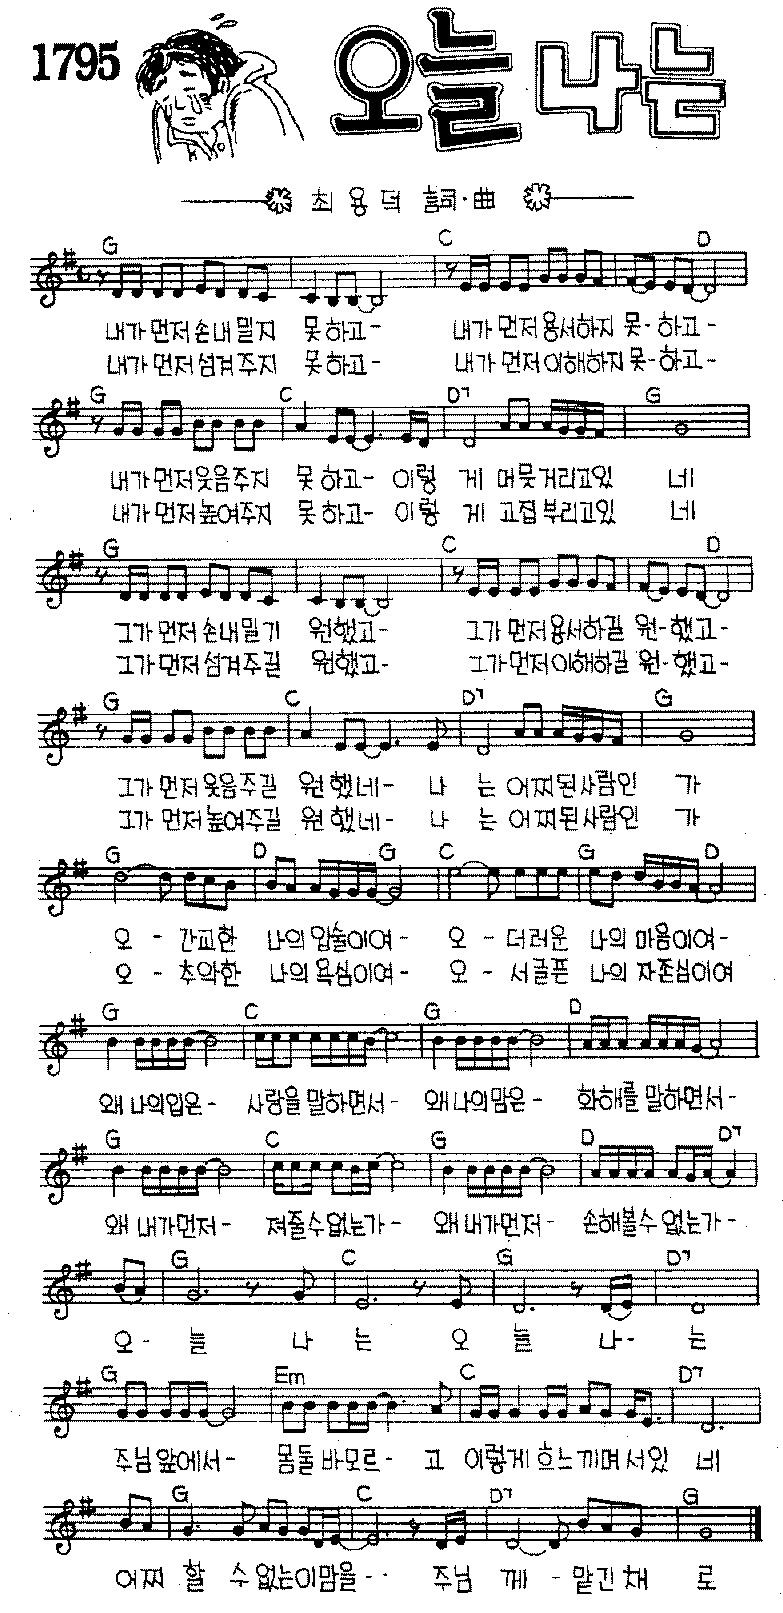 1795
오늘 나는
최용덕 詞·曲
G C D
내가 먼저 손내밀지 못하고- 내가 먼저 용서하지 못-하고-
내가 먼저 섬겨주지 못하고- 내가 먼저 이해하지 못-하고-
G C D7 G
내가 먼저 웃음주지 못하고- 이렇게 머뭇거리고있네
내가 먼저 높여주지 못하고- 이렇게 고집부리고있네
G C D
그가 먼저 손내밀기 원했고- 그가 먼저 용서하길 원-했고-
그가 먼저 섬겨주길 원했고- 그가 먼저 이해하길 원-했고-
G C D7 G
그가 먼저 웃음주길 원했네- 나는 어찌된사람인가
그가 먼저 높여주길 원했네- 나는 어찌된사람인가
G D G C G D
오- 간교한 나의 입술이여- 오- 더러운 나의 마음이여-
오- 추악한 나의 욕심이여- 오- 서글픈 나의 자존심이여
G C G D
왜 나의입은- 사랑을 말하면서- 왜 나의맘은- 화해를 말하면서-
G C G D D7
왜 내가먼저- 져줄수없는가- 왜 내가먼저- 손해볼수 없는가-
G C G D7
오-늘 나는 오늘 나-는
G Em C D7
주님앞에서- 몸둘바모르-고 이렇게 흐느끼며 서있네
G C D7 G
어찌 할 수 없는이맘을-- 주님께- 맡긴채로